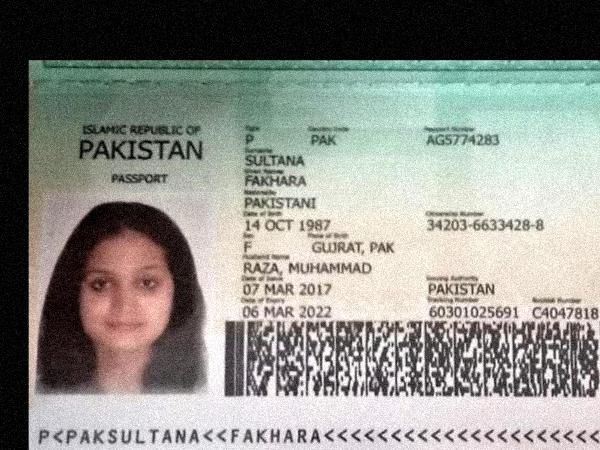 ISLAMIC REPUBLIC OF
PAKISTAN
PASSPORT
Type Country Code Passport Number
P PAK AG5774283
Surname
SULTANA
Given Names
FAKHARA
Nationality
PAKISTANI
Date of Birth Citizenship Number
14 OCT 1987 34203-6633428-8
Sex Place of Birth
F GUJRAT, PAK
Husband Name
RAZA, MUHAMMAD
Date of Issue Issuing Authority
07 MAR 2017 PAKISTAN
Date of Expiry Tracking Number Booklet Number
06 MAR 2022 60301025691 C4047818
P<PAKSULTANA<<FAKHARA<<<<<<<<<<<<<<<<<<<<<